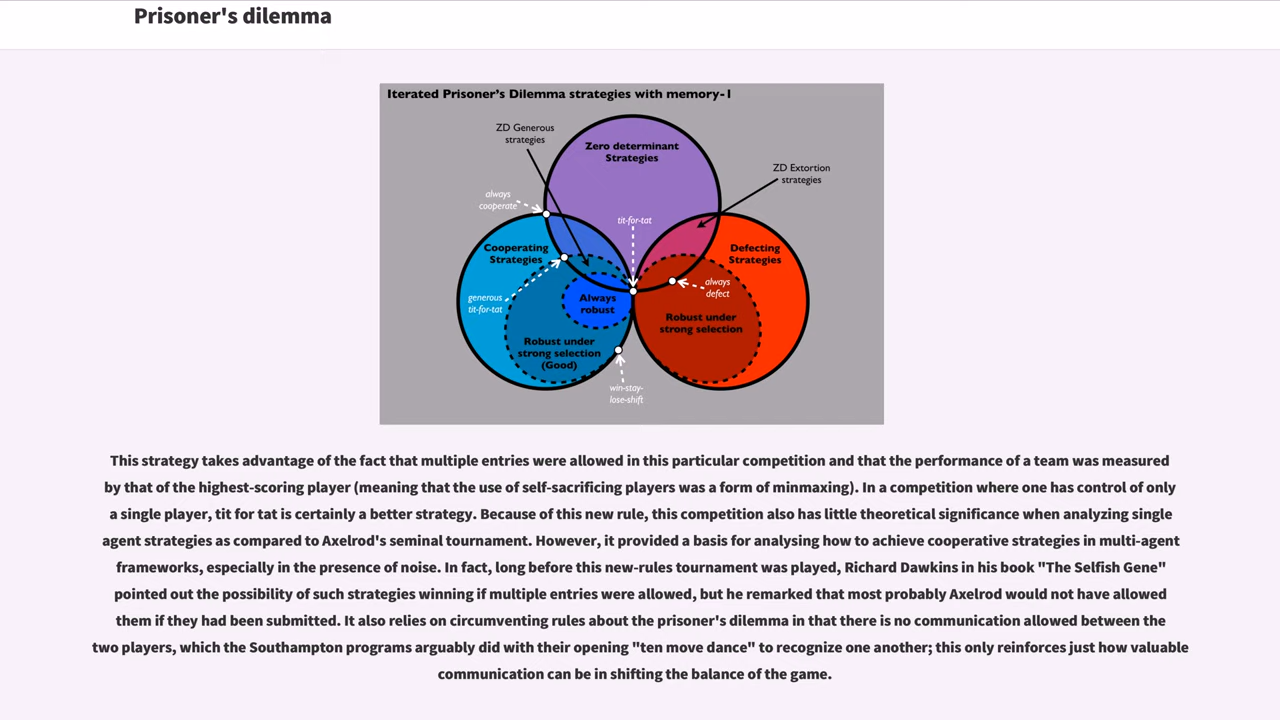 Prisoner's dilemma
Iterated Prisoner's Dilemma strategies with memory-1
ZD Generous
strategies
Zero determinant
Strategies
ZD Extortion
strategies
always
cooperate
tit-for-tat
Cooperating
Strategies
Defecting
Strategies
generous
tit-for-tat
Always
robust
always
defect
Robust under
strong selection
Robust under
strong selection
(Good)
win-stay-
lose-shift
This strategy takes advantage of the fact that multiple entries were allowed in this particular competition and that the performance of a team was measured
by that of the highest-scoring player (meaning that the use of self-sacrificing players was a form of minmaxing). In a competition where one has control of only
a single player, tit for tat is certainly a better strategy. Because of this new rule, this competition also has little theoretical significance when analyzing single
agent strategies as compared to Axelrod's seminal tournament. However, it provided a basis for analysing how to achieve cooperative strategies in multi-agent
frameworks, especially in the presence of noise. In fact, long before this new-rules tournament was played, Richard Dawkins in his book "The Selfish Gene"
pointed out the possibility of such strategies winning if multiple entries were allowed, but he remarked that most probably Axelrod would not have allowed
them if they had been submitted. It also relies on circumventing rules about the prisoner's dilemma in that there is no communication allowed between the
two players, which the Southampton programs arguably did with their opening "ten move dance" to recognize one another; this only reinforces just how valuable
communication can be in shifting the balance of the game.